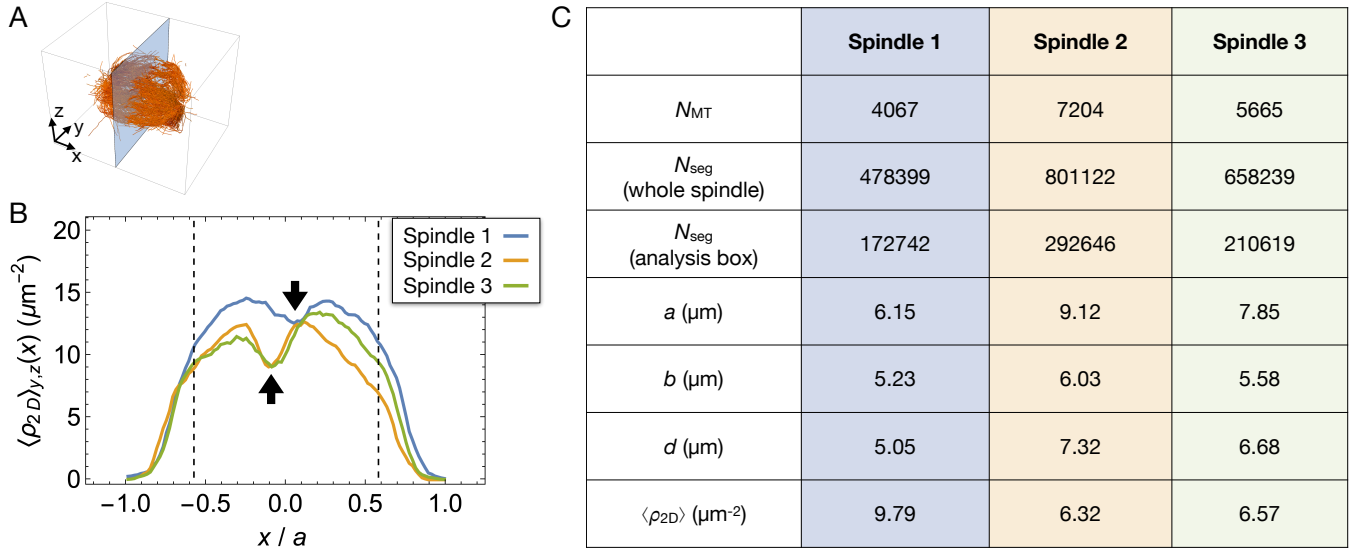 A
z
y
x
B
⟨ρ2D⟩y,z(x) (μm−2)
20
15
10
5
0
Spindle 1
Spindle 2
Spindle 3
−1.0 −0.5 0.0 0.5 1.0
x / a
C
Spindle 1 Spindle 2 Spindle 3
NMT 4067 7204 5665
Nseg
(whole spindle) 478399 801122 658239
Nseg
(analysis box) 172742 292646 210619
a (μm) 6.15 9.12 7.85
b (μm) 5.23 6.03 5.58
d (μm) 5.05 7.32 6.68
⟨ρ2D⟩ (μm-2) 9.79 6.32 6.57